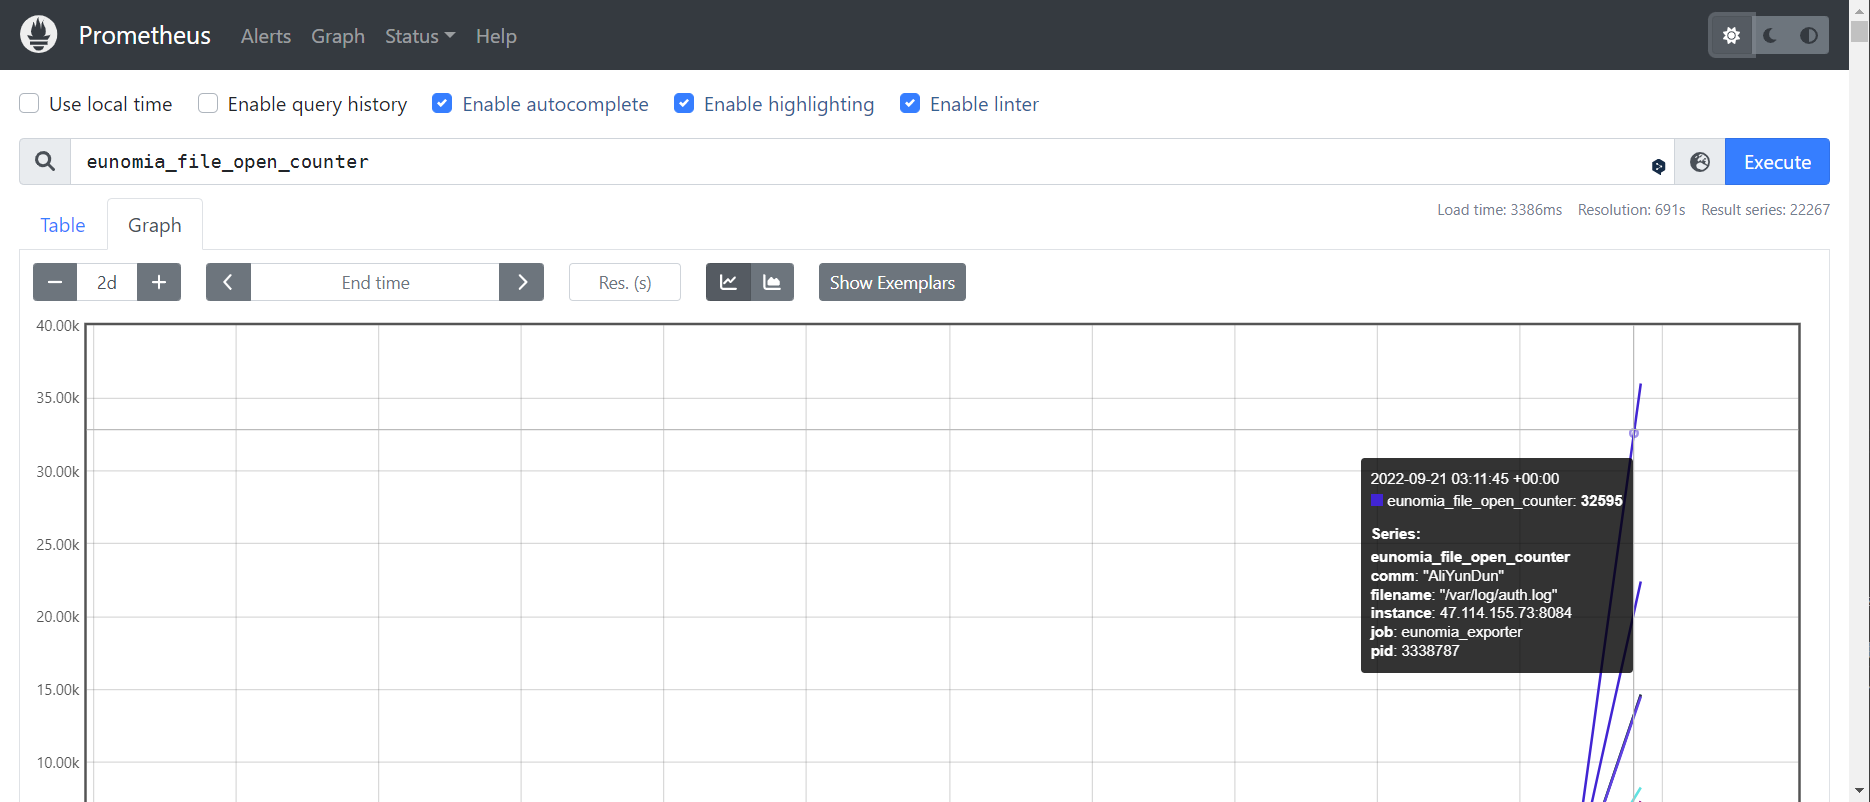 Prometheus Alerts Graph Status Help
Use local time Enable query history Enable autocomplete Enable highlighting Enable linter
eunomia_file_open_counter Execute
Table Graph Load time: 3386ms Resolution: 691s Result series: 22267
2d End time Res. (s) Show Exemplars
40.00k
35.00k
30.00k
25.00k
20.00k
15.00k
10.00k
2022-09-21 03:11:45 +00:00
eunomia_file_open_counter: 32595
Series:
eunomia_file_open_counter
comm: "AliYunDun"
filename: "/var/log/auth.log"
instance: 47.114.155.73:8084
job: eunomia_exporter
pid: 3338787